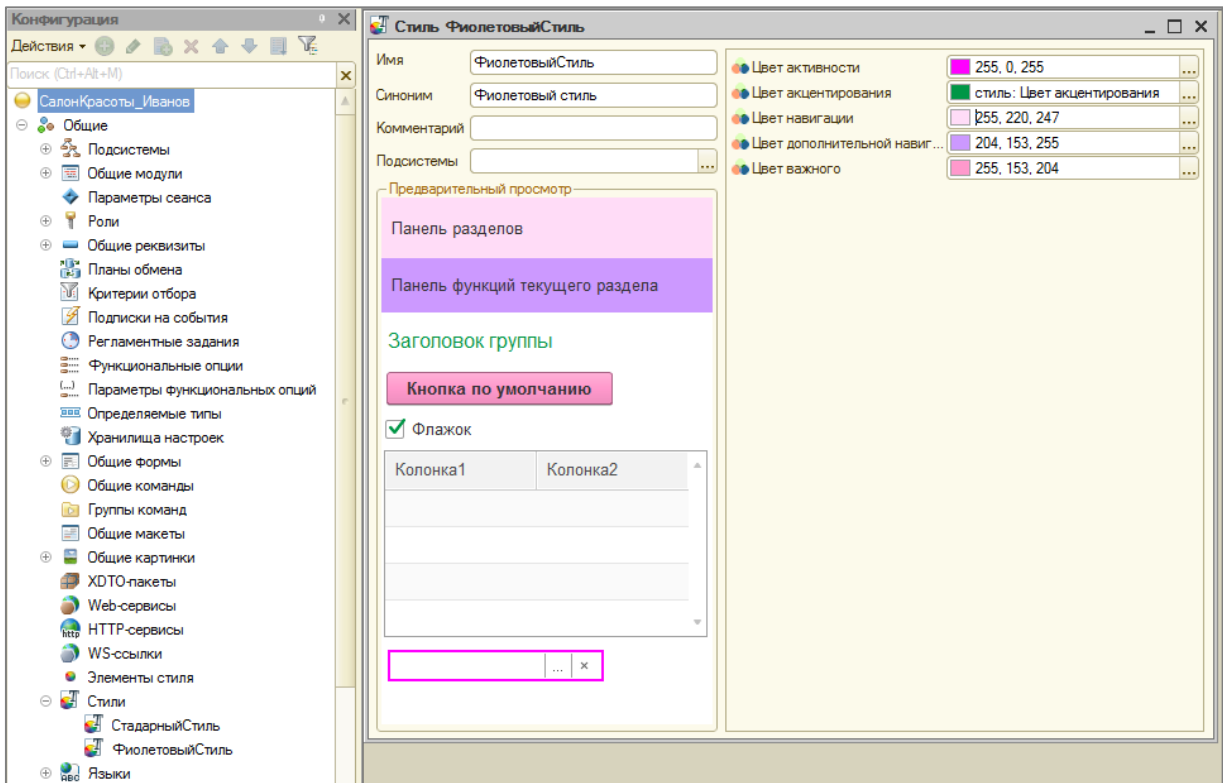 Конфигурация
Действия
Поиск (Ctrl+Alt+M)
СалонКрасоты_Иванов
Общие
Подсистемы
Общие модули
Параметры сеанса
Роли
Общие реквизиты
Планы обмена
Критерии отбора
Подписки на события
Регламентные задания
Функциональные опции
Параметры функциональных опций
Определяемые типы
Хранилища настроек
Общие формы
Общие команды
Группы команд
Общие макеты
Общие картинки
XDTO-пакеты
Web-сервисы
HTTP-сервисы
WS-ссылки
Элементы стиля
Стили
СтадарныйСтиль
ФиолетовыйСтиль
Языки
Стиль ФиолетовыйСтиль
Имя ФиолетовыйСтиль
Синоним Фиолетовый стиль
Комментарий
Подсистемы ...
Предварительный просмотр
Панель разделов
Панель функций текущего раздела
Заголовок группы
Кнопка по умолчанию
Флажок
Колонка1 Колонка2
... ×
Цвет активности 255, 0, 255 ...
Цвет акцентирования стиль: Цвет акцентирования ...
Цвет навигации 255, 220, 247 ...
Цвет дополнительной навиг... 204, 153, 255 ...
Цвет важного 255, 153, 204 ...